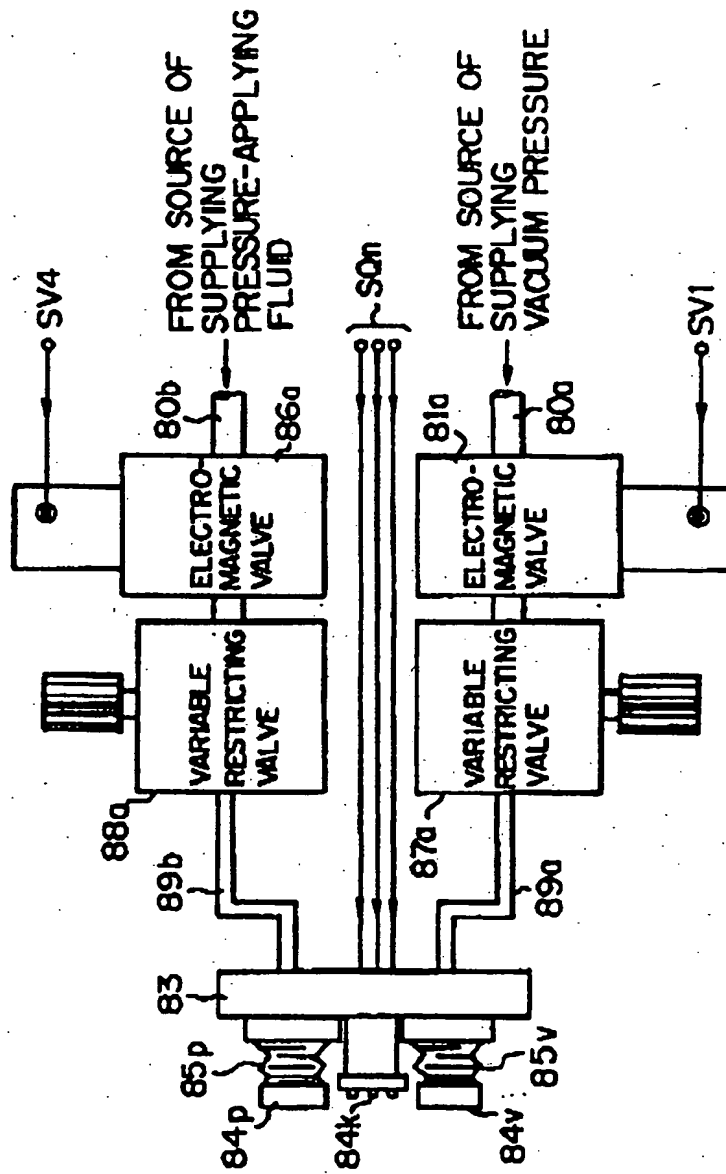 SV4
FROM SOURCE OF
SUPPLYING
PRESSURE-APPLYING
FLUID
80b
86a
ELECTRO-
MAGNETIC
VALVE
VARIABLE
RESTRICTING
VALVE
88a
89b
83
85p
84p
84k
SQn
FROM SOURCE OF
SUPPLYING
VACUUM PRESSURE
SV1
80a
81a
ELECTRO-
MAGNETIC
VALVE
VARIABLE
RESTRICTING
VALVE
87a
89a
85v
84v